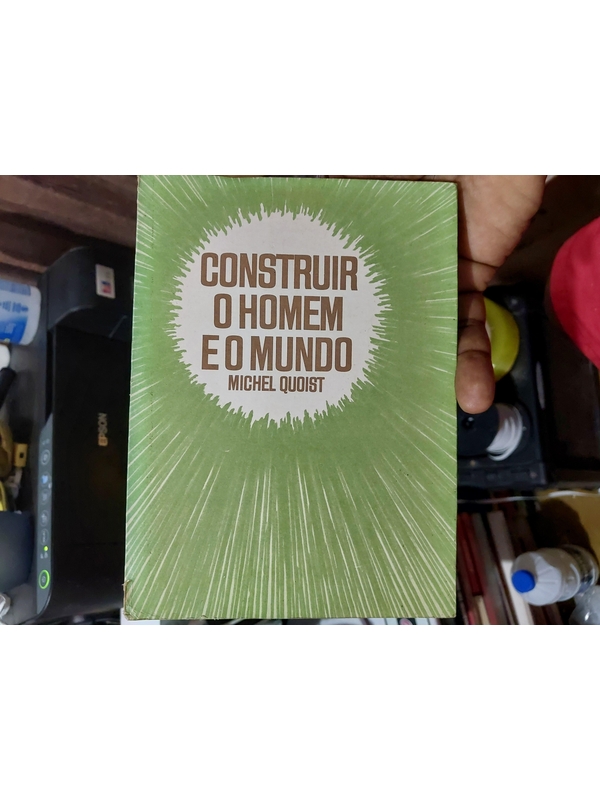 CONSTRUIR
O HOMEM
E O MUNDO
MICHEL QUOIST
EPSON